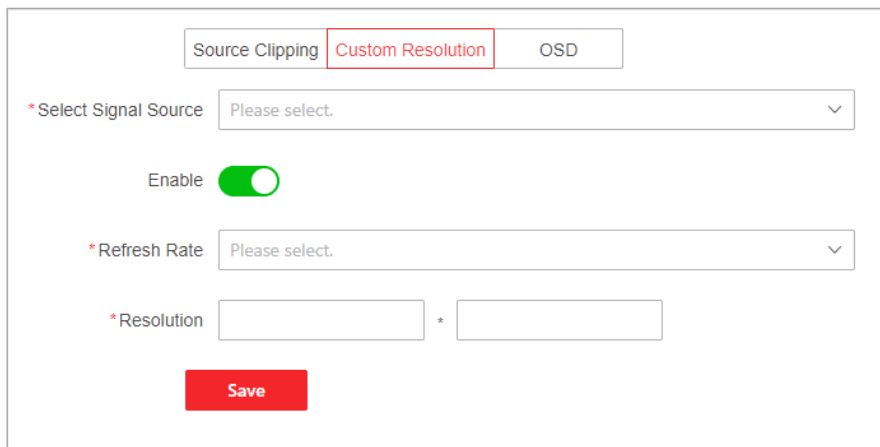 Source Clipping Custom Resolution OSD
*Select Signal Source Please select.
Enable
*Refresh Rate Please select.
*Resolution *
Save